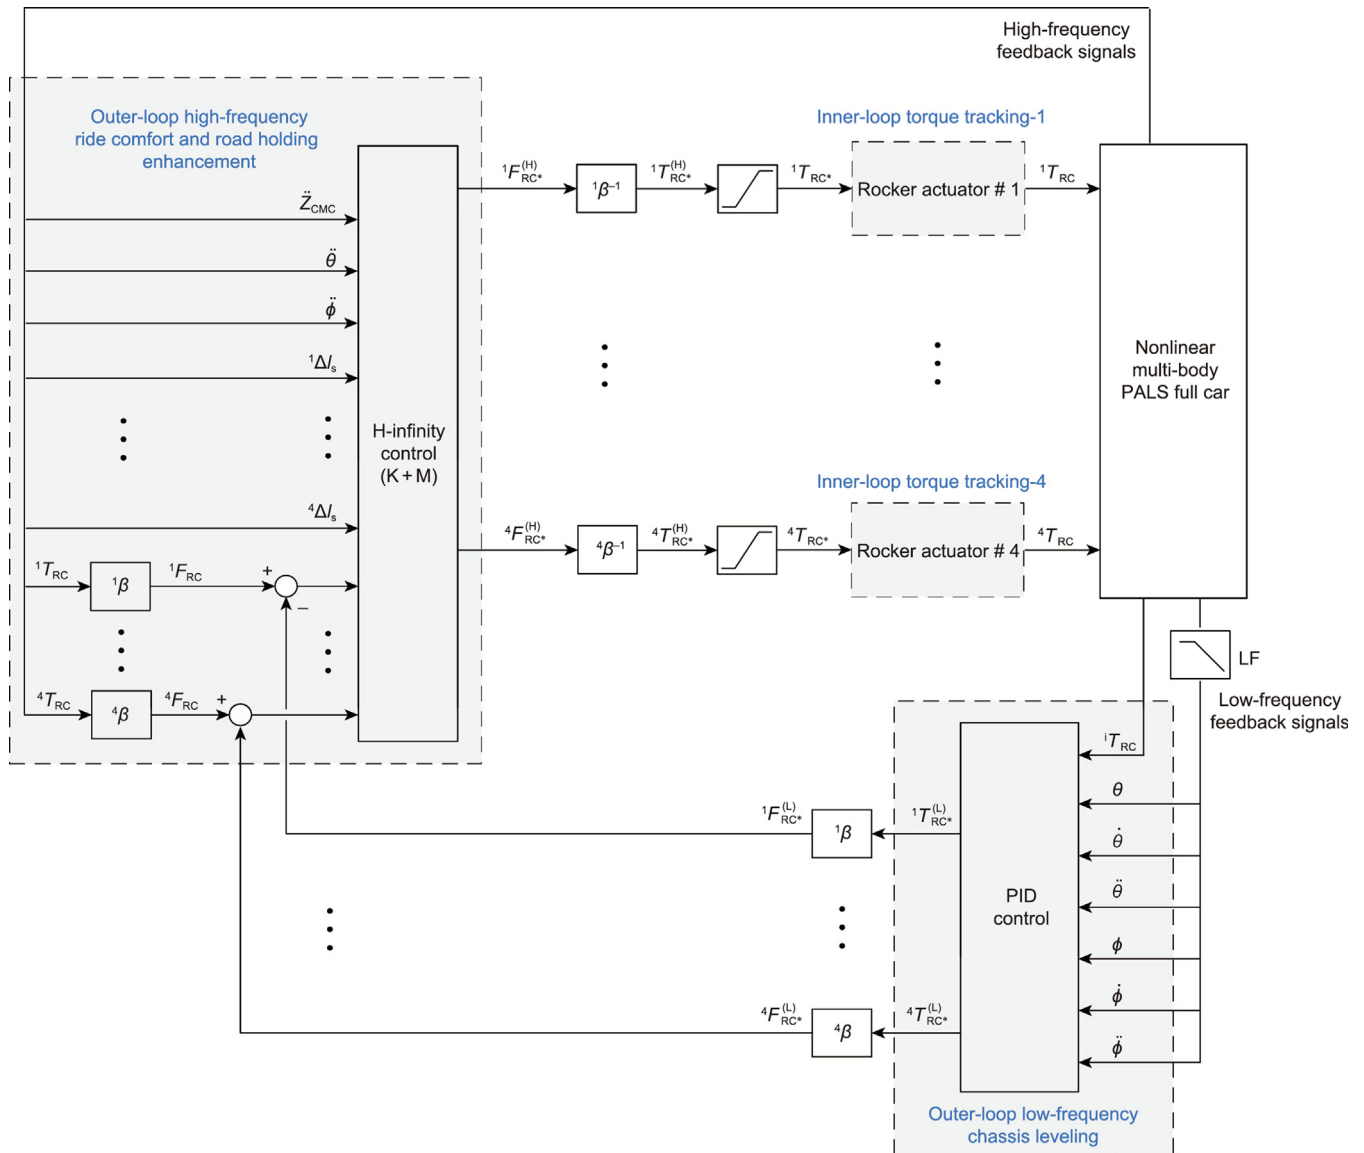 High-frequency
feedback signals
Outer-loop high-frequency
ride comfort and road holding
enhancement
Inner-loop torque tracking-1
¹F_RC*^(H)
¹β⁻¹
¹T_RC*^(H)
¹T_RC*
Rocker actuator # 1
¹T_RC
Z̈_CMC
θ̈
ϕ̈
¹Δl_s
Nonlinear
multi-body
PALS full car
H-infinity
control
(K + M)
Inner-loop torque tracking-4
⁴Δl_s
⁴F_RC*^(H)
⁴β⁻¹
⁴T_RC*^(H)
⁴T_RC*
Rocker actuator # 4
⁴T_RC
¹T_RC
¹β
¹F_RC
+
−
⁴T_RC
⁴β
⁴F_RC
+
LF
Low-frequency
feedback signals
ⁱT_RC
θ
θ̇
θ̈
ϕ
ϕ̇
ϕ̈
PID
control
¹F_RC*^(L)
¹β
¹T_RC*^(L)
⁴F_RC*^(L)
⁴β
⁴T_RC*^(L)
Outer-loop low-frequency
chassis leveling